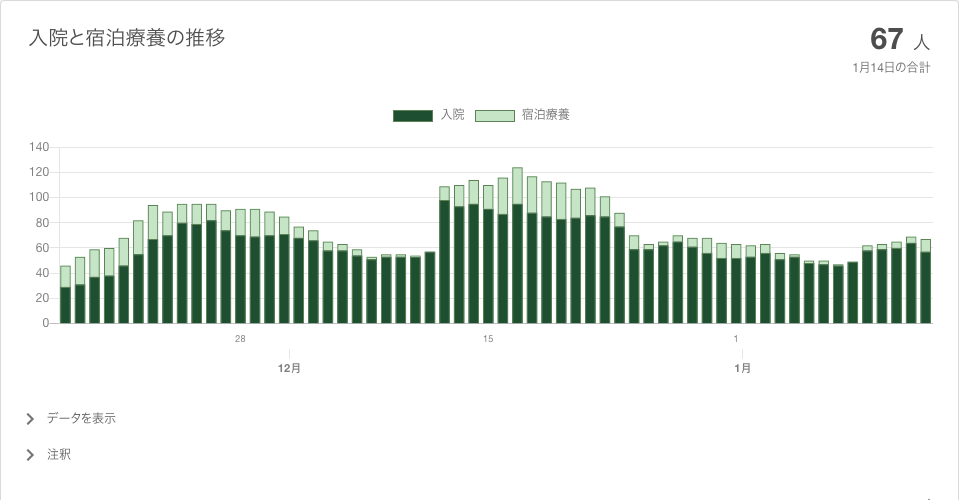 入院と宿泊療養の推移
67 人
1月14日の合計
入院 宿泊療養
140
120
100
80
60
40
20
0
28 15 1
12月 1月
データを表示
注釈